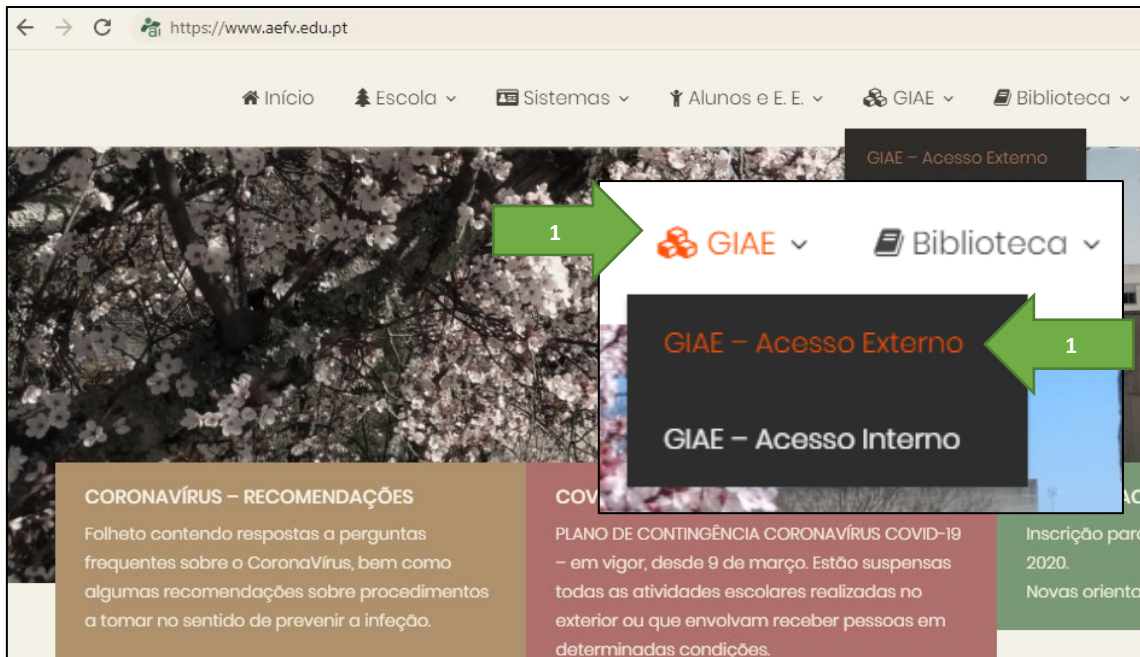 https://www.aefv.edu.pt
Início Escola Sistemas Alunos e E. E. GIAE Biblioteca
GIAE – Acesso Externo
1 GIAE Biblioteca
GIAE – Acesso Externo 1
GIAE – Acesso Interno
CORONAVÍRUS – RECOMENDAÇÕES
Folheto contendo respostas a perguntas
frequentes sobre o CoronaVírus, bem como
algumas recomendações sobre procedimentos
a tomar no sentido de prevenir a infeção.
PLANO DE CONTINGÊNCIA CORONAVÍRUS COVID-19
– em vigor, desde 9 de março. Estão suspensas
todas as atividades escolares realizadas no
exterior ou que envolvam receber pessoas em
determinadas condições.
Inscrição
2020.
Novas